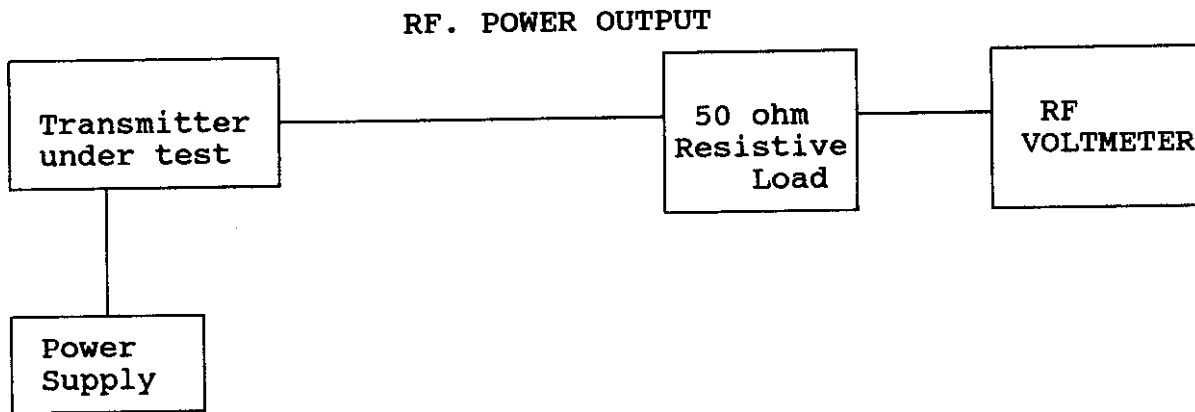 RF. POWER OUTPUT
Transmitter
under test
50 ohm
Resistive
Load
RF
VOLTMETER
Power
Supply